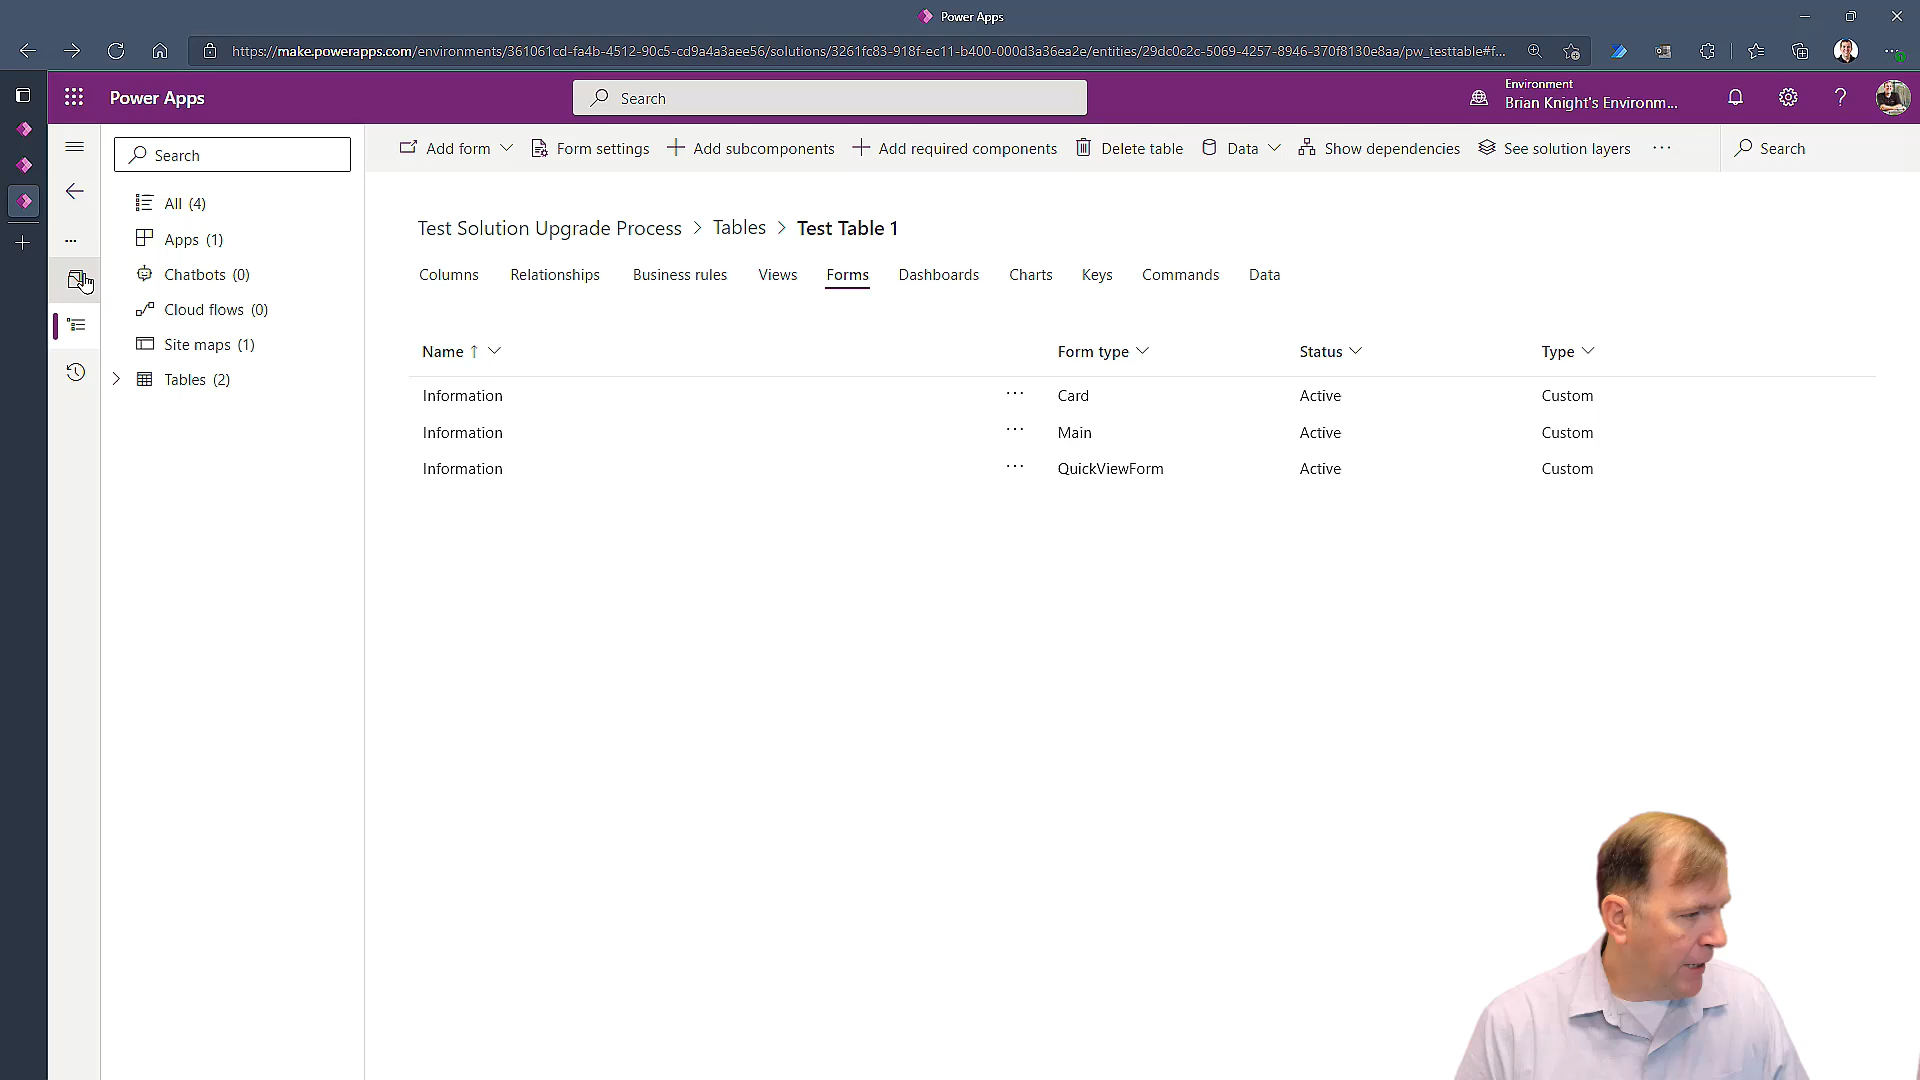 Power Apps
https://make.powerapps.com/environments/361061cd-fa4b-4512-90c5-cd9a4a3aee56/solutions/3261fc83-918f-ec11-b400-000d3a36ea2e/entities/29dc0c2c-5069-4257-8946-370f8130e8aa/pw_testtable#f...
Power Apps
Search
Environment
Brian Knight's Environm...
Search
Add form
Form settings
Add subcomponents
Add required components
Delete table
Data
Show dependencies
See solution layers
...
Search
All (4)
Apps (1)
Chatbots (0)
Cloud flows (0)
Site maps (1)
Tables (2)
Test Solution Upgrade Process > Tables > Test Table 1
Columns Relationships Business rules Views Forms Dashboards Charts Keys Commands Data
Name ↑ Form type Status Type
Information ... Card Active Custom
Information ... Main Active Custom
Information ... QuickViewForm Active Custom